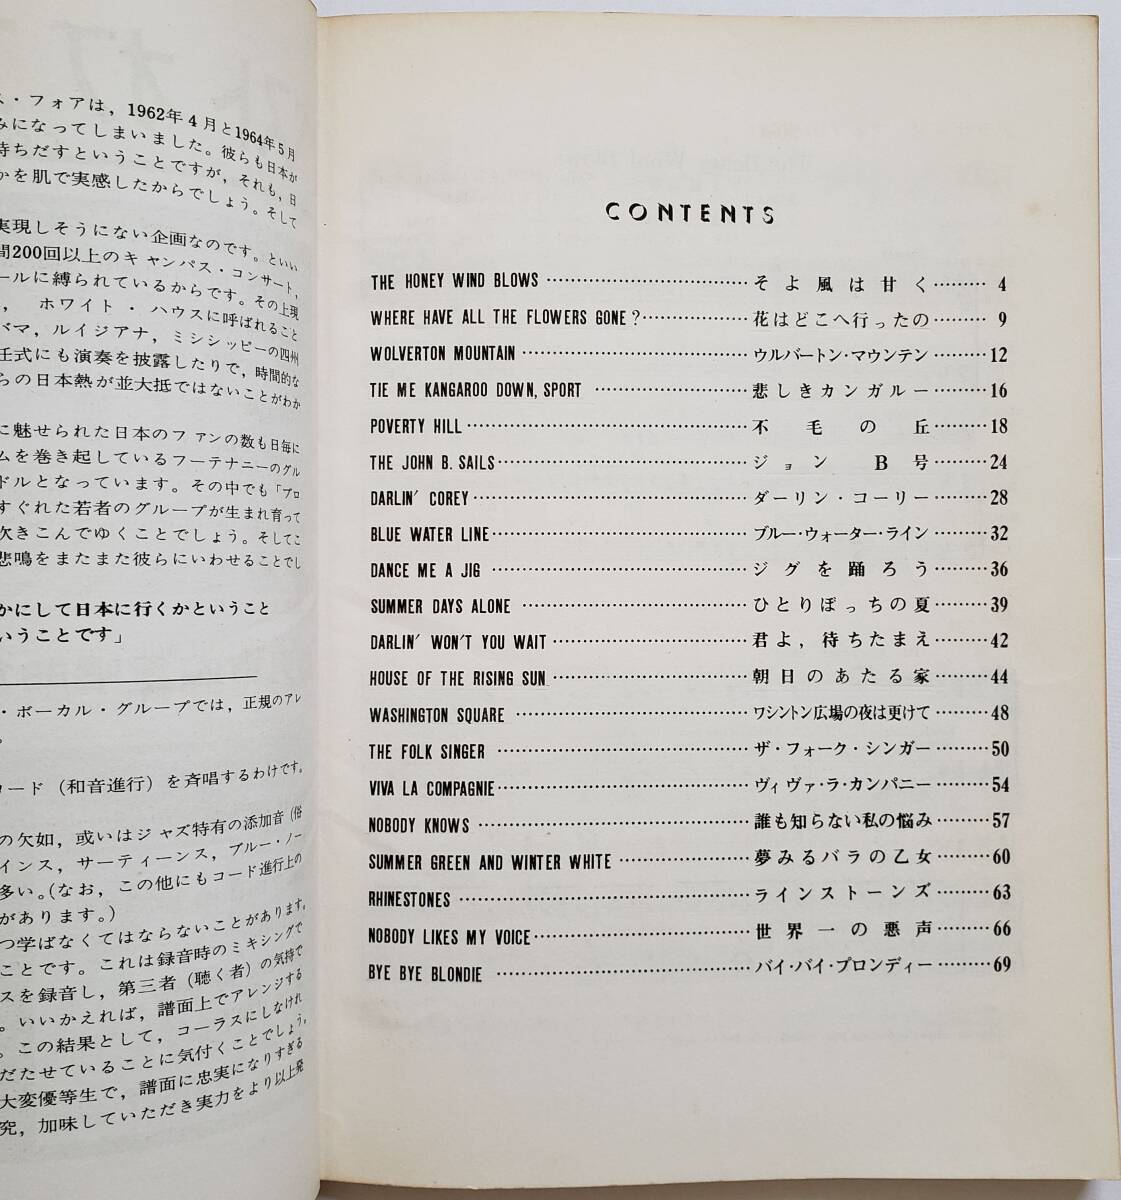 ス・フォアは，1962年4月と1964年5月
みになってしまいました。彼らも日本が
持ちだすということですが，それも，日
かを肌で実感したからでしょう。そして
実現しそうにない企画なのです。といい
間200回以上のキャンパス・コンサート，
ールに縛られているからです。その上現
， ホワイト・ハウスに呼ばれること
バマ，ルイジアナ，ミシシッピーの四州
任式にも演奏を披露したりで，時間的な
らの日本熱が並大抵ではないことがわか
に魅せられた日本のファンの数も日毎に
ムを巻き起しているフーテナニーのグル
ドルとなっています。その中でも「ブロ
すぐれた若者のグループが生まれ育って
吹きこんでゆくことでしょう。そしてこ
悲鳴をまたまた彼らにいわせることでし
かにして日本に行くかということ
いうことです」
・ボーカル・グループでは，正規のアレ
。
コード（和音進行）を斉唱するわけです。
の欠如，或いはジャズ特有の添加音（俗
インス，サーティーンス，ブルー・ノー
多い。（なお，この他にもコード進行上の
があります。）
つ学ばなくてはならないことがあります。
ことです。これは録音時のミキシングで
スを録音し，第三者（聴く者）の気持で
。いいかえれば，譜面上でアレンジする
。この結果として，コーラスにしなけれ
だたせていることに気付くことでしょう。
大変優等生で，譜面に忠実になりすぎる
究，加味していただき実力をより以上発
CONTENTS
THE HONEY WIND BLOWS ………… そよ風は甘く ……… 4
WHERE HAVE ALL THE FLOWERS GONE? ………… 花はどこへ行ったの ……… 9
WOLVERTON MOUNTAIN ………… ウルバートン・マウンテン ……… 12
TIE ME KANGAROO DOWN, SPORT ………… 悲しきカンガルー ……… 16
POVERTY HILL ………… 不毛の丘 ……… 18
THE JOHN B. SAILS ………… ジョンB号 ……… 24
DARLIN' COREY ………… ダーリン・コーリー ……… 28
BLUE WATER LINE ………… ブルー・ウォーター・ライン ……… 32
DANCE ME A JIG ………… ジグを踊ろう ……… 36
SUMMER DAYS ALONE ………… ひとりぼっちの夏 ……… 39
DARLIN' WON'T YOU WAIT ………… 君よ，待ちたまえ ……… 42
HOUSE OF THE RISING SUN ………… 朝日のあたる家 ……… 44
WASHINGTON SQUARE ………… ワシントン広場の夜は更けて ……… 48
THE FOLK SINGER ………… ザ・フォーク・シンガー ……… 50
VIVA LA COMPAGNIE ………… ヴィヴァ・ラ・カンパニー ……… 54
NOBODY KNOWS ………… 誰も知らない私の悩み ……… 57
SUMMER GREEN AND WINTER WHITE ………… 夢みるバラの乙女 ……… 60
RHINESTONES ………… ラインストーンズ ……… 63
NOBODY LIKES MY VOICE ………… 世界一の悪声 ……… 66
BYE BYE BLONDIE ………… バイ・バイ・ブロンディー ……… 69